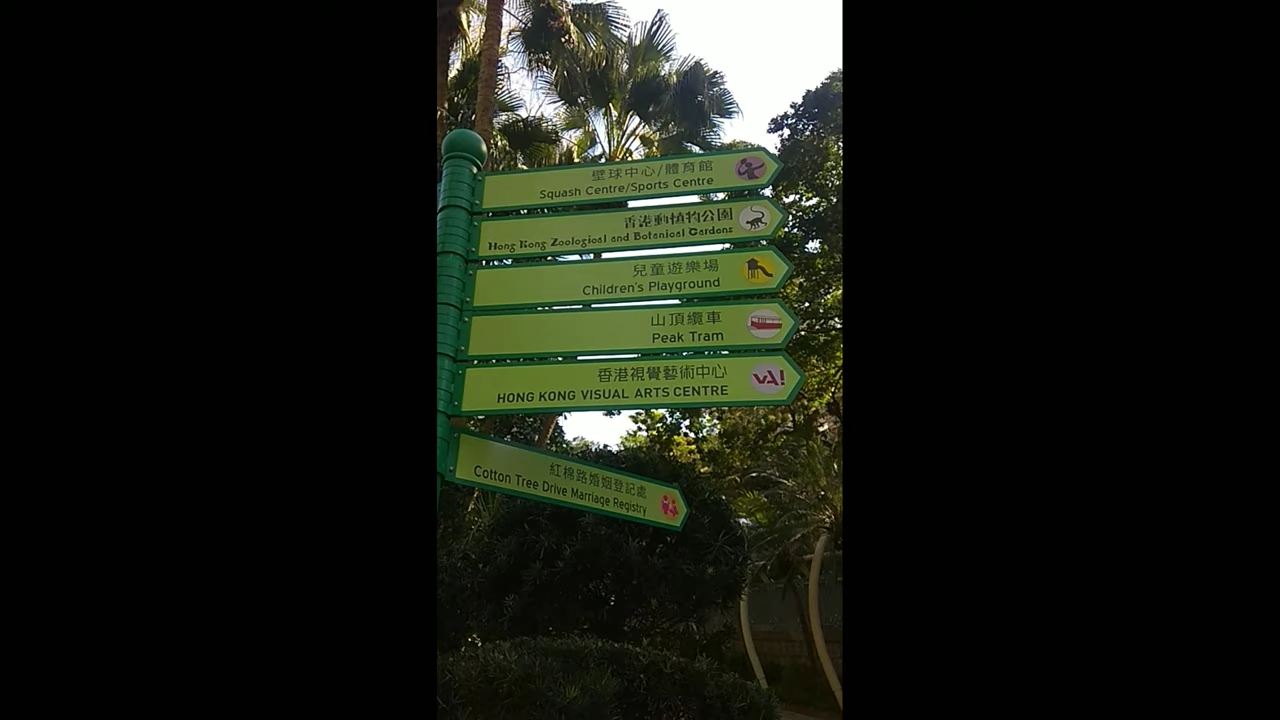 壁球中心/體育館
Squash Centre/Sports Centre
香港動植物公園
Hong Kong Zoological and Botanical Gardens
兒童遊樂場
Children's Playground
山頂纜車
Peak Tram
香港視覺藝術中心
HONG KONG VISUAL ARTS CENTRE
vA!
紅棉路婚姻登記處
Cotton Tree Drive Marriage Registry